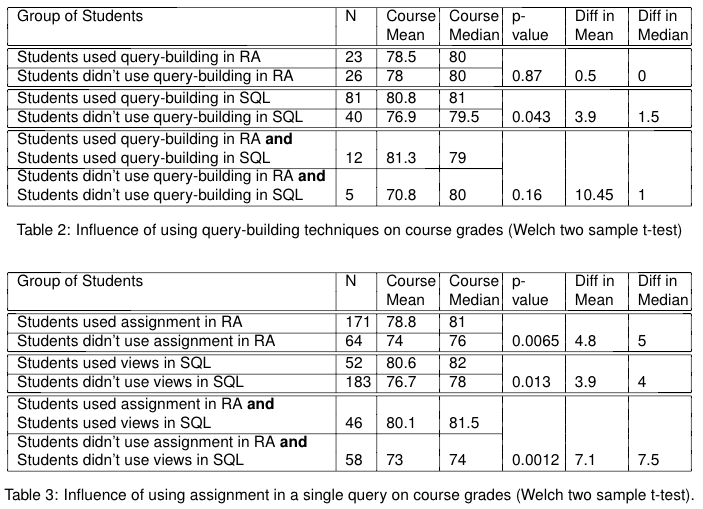 Group of Students N Course Course p- Diff in Diff in
Mean Median value Mean Median
Students used query-building in RA 23 78.5 80
Students didn't use query-building in RA 26 78 80 0.87 0.5 0
Students used query-building in SQL 81 80.8 81
Students didn't use query-building in SQL 40 76.9 79.5 0.043 3.9 1.5
Students used query-building in RA and
Students used query-building in SQL 12 81.3 79
Students didn't use query-building in RA and
Students didn't use query-building in SQL 5 70.8 80 0.16 10.45 1
Table 2: Influence of using query-building techniques on course grades (Welch two sample t-test)
Group of Students N Course Course p- Diff in Diff in
Mean Median value Mean Median
Students used assignment in RA 171 78.8 81
Students didn't use assignment in RA 64 74 76 0.0065 4.8 5
Students used views in SQL 52 80.6 82
Students didn't use views in SQL 183 76.7 78 0.013 3.9 4
Students used assignment in RA and
Students used views in SQL 46 80.1 81.5
Students didn't use assignment in RA and
Students didn't use views in SQL 58 73 74 0.0012 7.1 7.5
Table 3: Influence of using assignment in a single query on course grades (Welch two sample t-test).